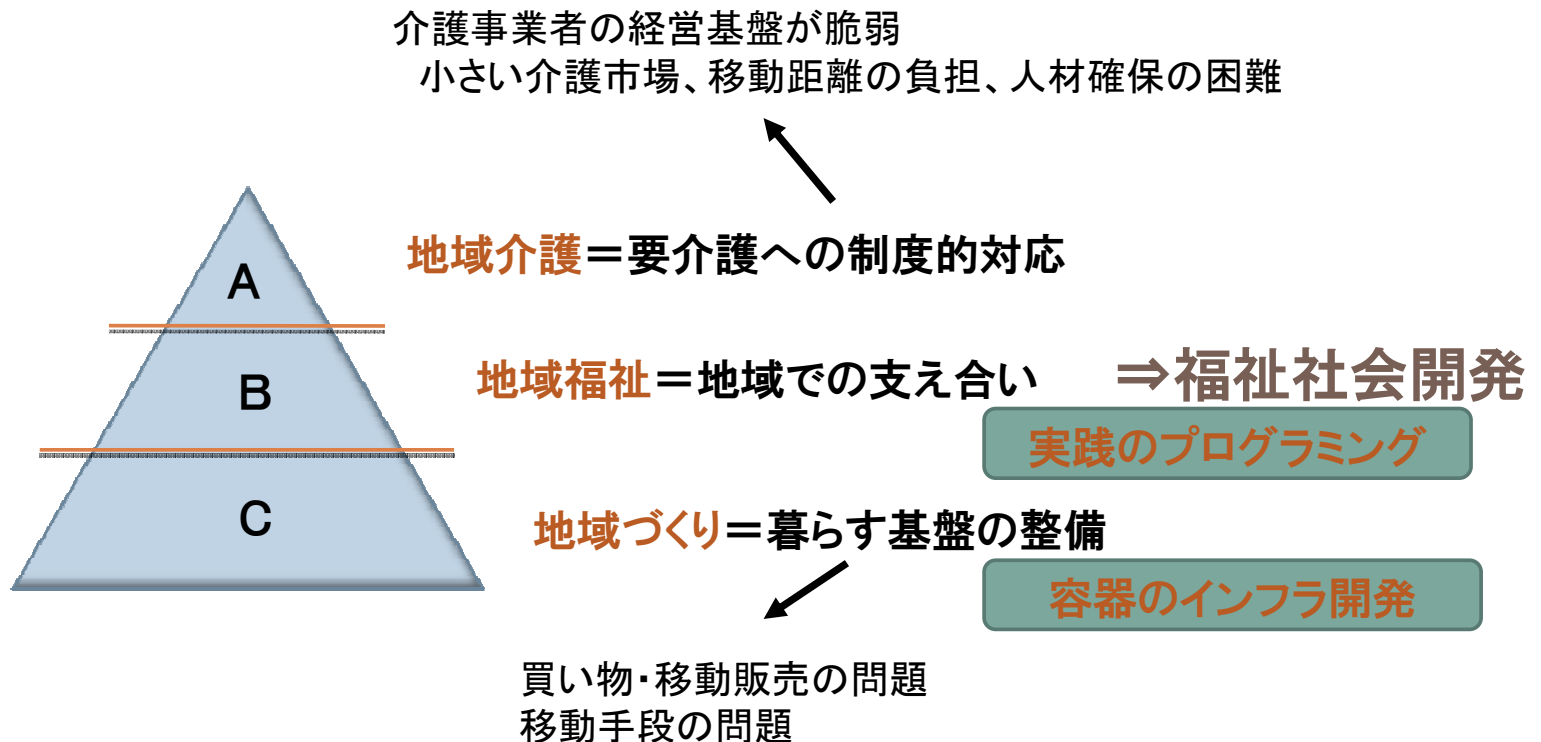 介護事業者の経営基盤が脆弱
小さい介護市場、移動距離の負担、人材確保の困難
A
地域介護＝要介護への制度的対応
B
地域福祉＝地域での支え合い ⇒福祉社会開発
実践のプログラミング
C
地域づくり＝暮らす基盤の整備
容器のインフラ開発
買い物・移動販売の問題
移動手段の問題